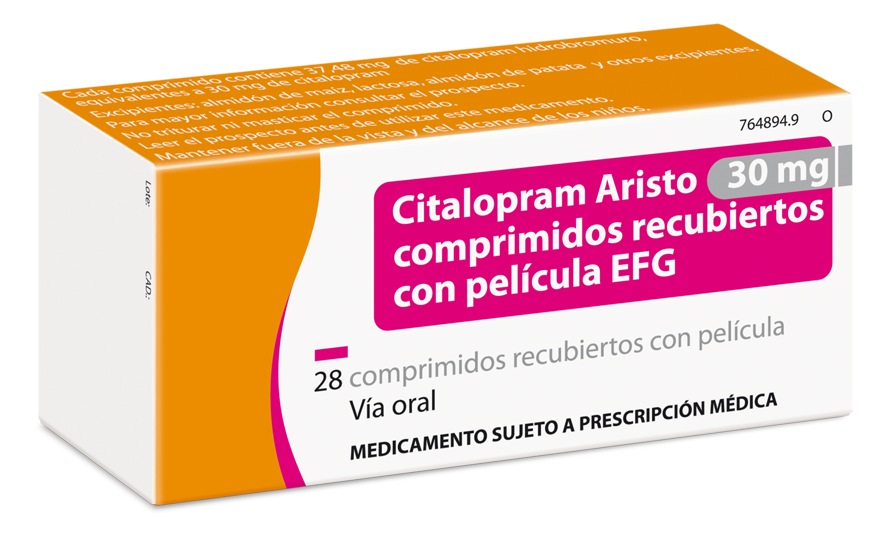 Cada comprimido contiene 37,48 mg de citalopram hidrobromuro,
equivalentes a 30 mg de citalopram
Excipientes: almidón de maíz, lactosa, almidón de patata y otros excipientes.
Para mayor información consultar el prospecto.
No triturar ni masticar el comprimido.
Leer el prospecto antes de utilizar este medicamento.
Mantener fuera de la vista y del alcance de los niños.
764894.9 O
Lote:
CAD.:
Citalopram Aristo 30 mg
comprimidos recubiertos
con película EFG
28 comprimidos recubiertos con película
Vía oral
MEDICAMENTO SUJETO A PRESCRIPCIÓN MÉDICA